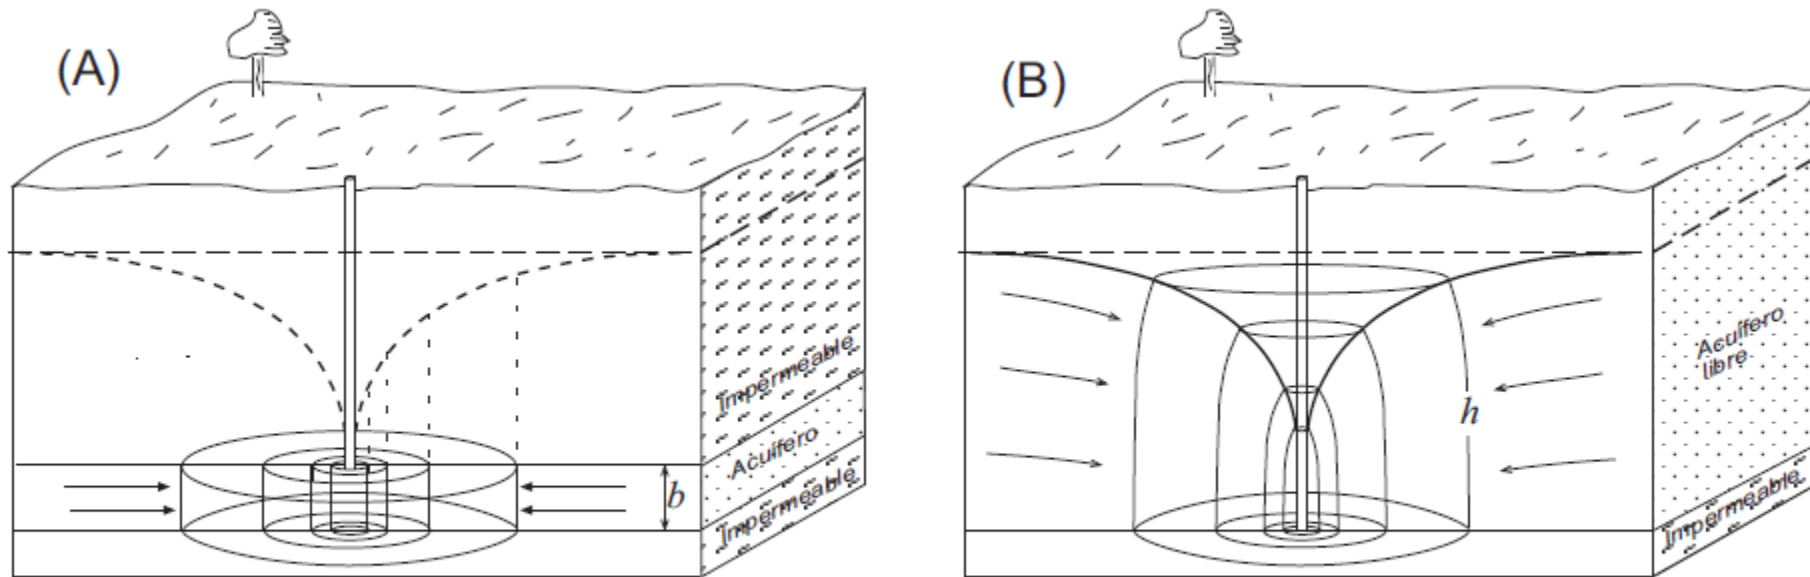 (A)
Impermeable
Acuífero
Impermeable
b
(B)
Acuífero
libre
h
Impermeable